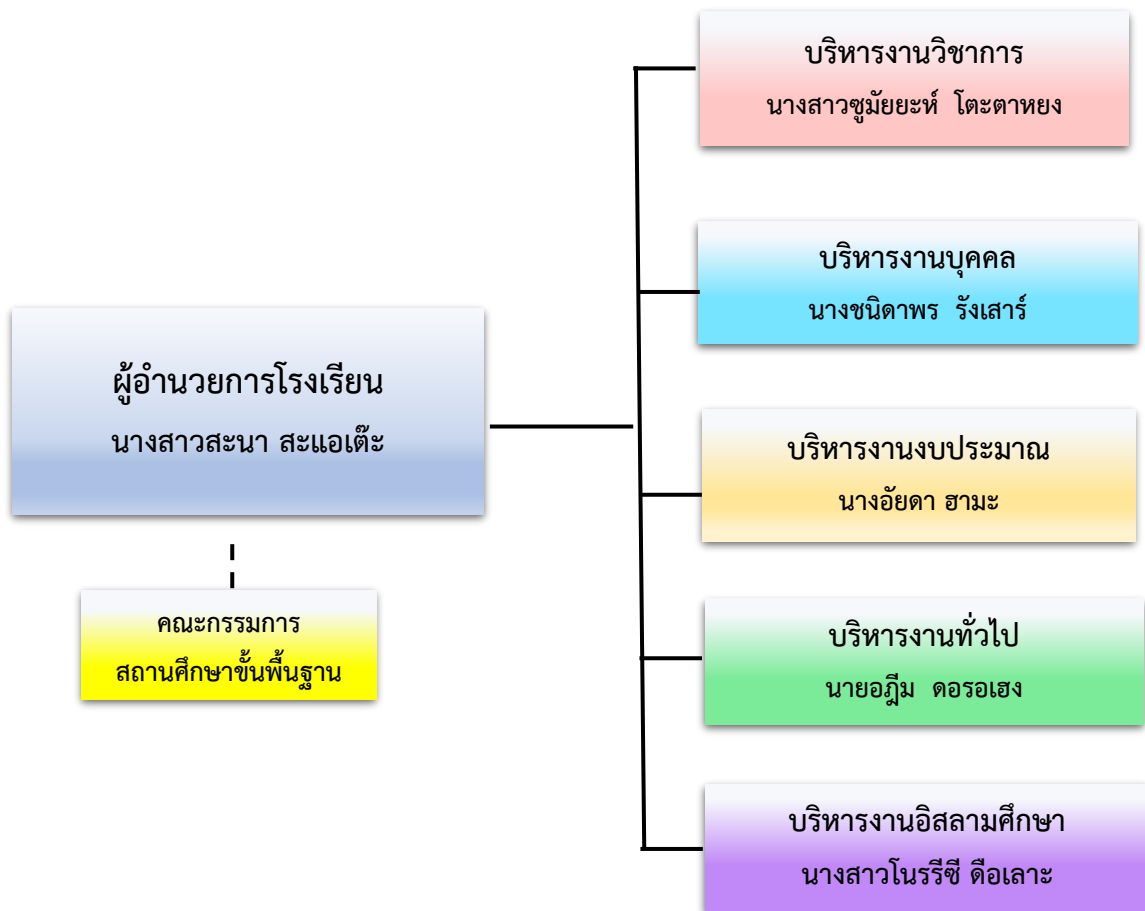 บริหารงานวิชาการ
นางสาวซูมัยยะห์ โตะตาหยง
บริหารงานบุคคล
นางชนิดาพร รังเสาร์
ผู้อำนวยการโรงเรียน
นางสาวสะนา สะแอเต๊ะ
บริหารงานงบประมาณ
นางอัยดา ฮามะ
คณะกรรมการ
สถานศึกษาขั้นพื้นฐาน
บริหารงานทั่วไป
นายอฎีม ดอรอเฮง
บริหารงานอิสลามศึกษา
นางสาวโนรรีซี ดือเลาะ